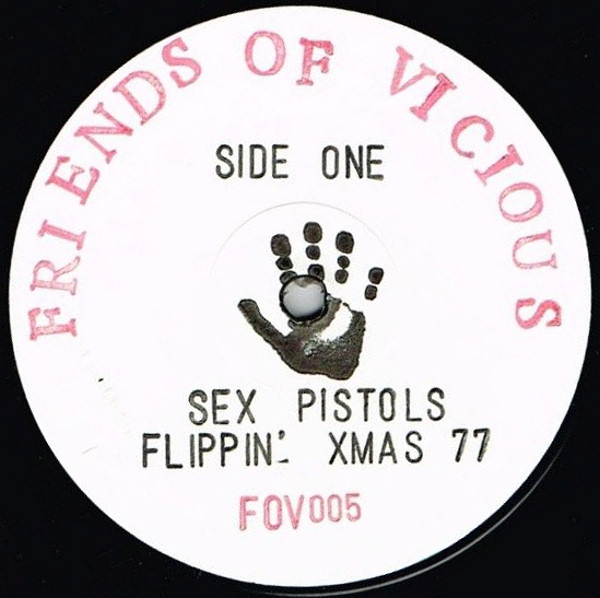 FRIENDS OF VICIOUS
SIDE ONE
SEX PISTOLS
FLIPPIN' XMAS 77
FOV005